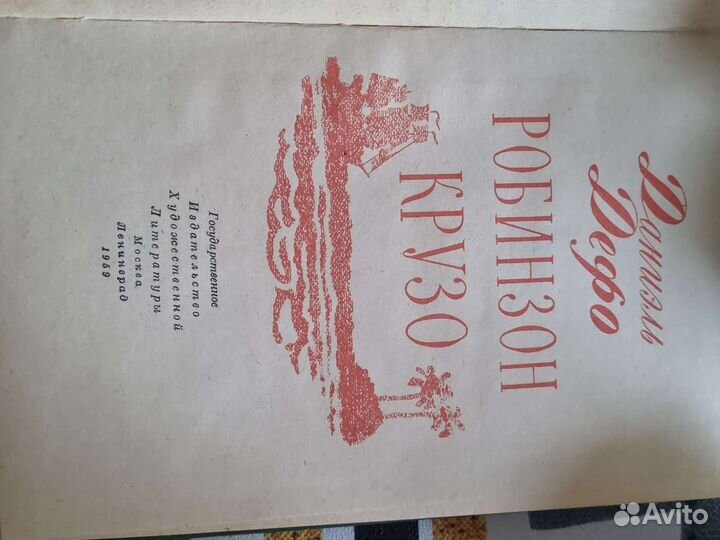 Даниэль
Дефо
РОБИНЗОН
КРУЗО
Государственное
Издательство
Художественной
Литературы
Москва
Ленинград
1959
Avito